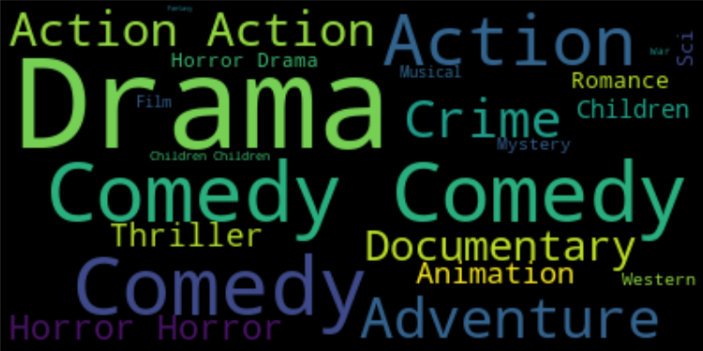 Fantasy
Action Action
Action
War
Sci
Horror Drama
Musical
Romance
Drama
Film
Children
Crime
Mystery
Children Children
Comedy
Comedy
Thriller
Documentary
Animation
Western
Comedy
Adventure
Horror Horror